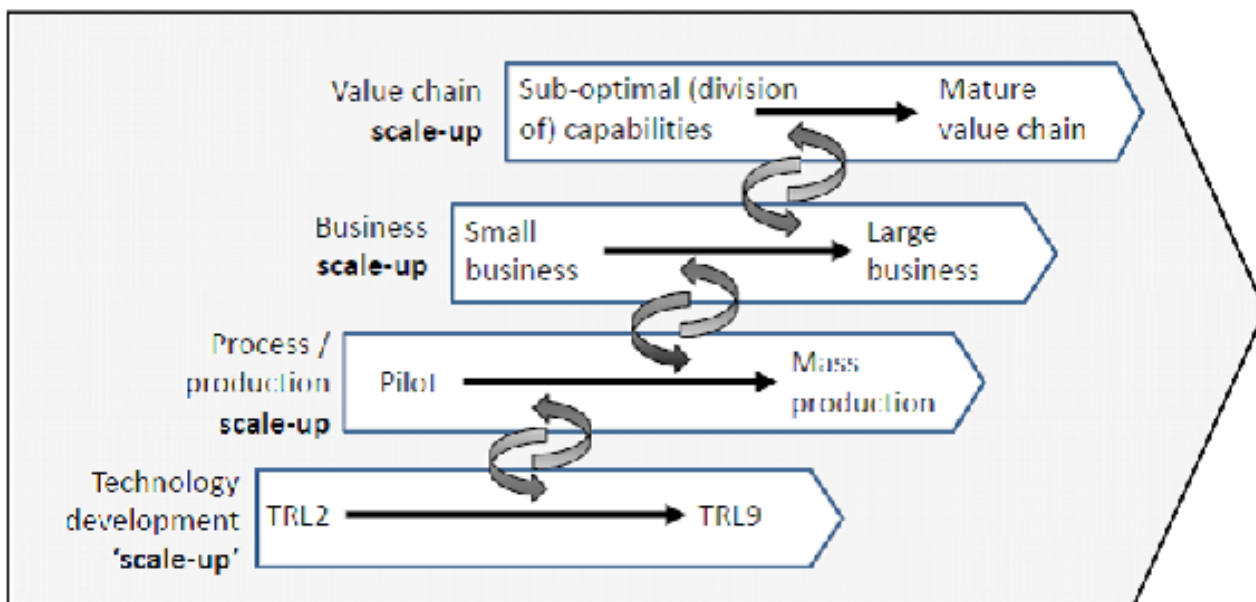 Value chain
scale-up
Sub-optimal (division
of) capabilities
Mature
value chain
Business
scale-up
Small
business
Large
business
Process /
production
scale-up
Pilot
Mass
production
Technology
development
‘scale-up’
TRL2
TRL9